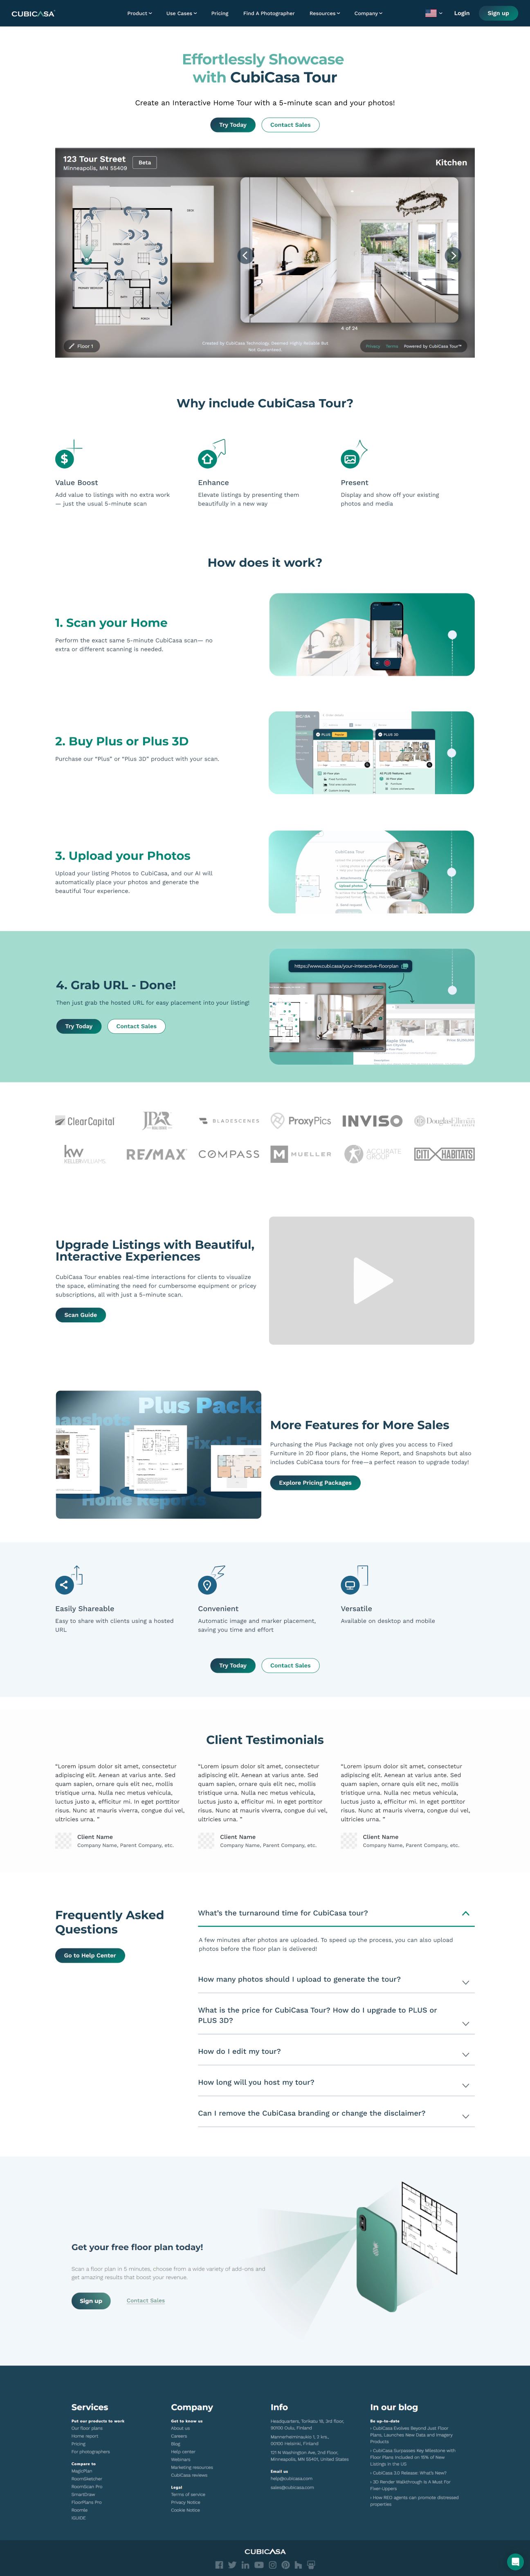 CUBICASA
Product
Use Cases
Pricing
Find A Photographer
Resources
Company
Login
Sign up
Effortlessly Showcase
with CubiCasa Tour
Create an Interactive Home Tour with a 5-minute scan and your photos!
Try Today
Contact Sales
123 Tour Street
Minneapolis, MN 55409
Beta
Kitchen
4 of 24
Floor 1
Created by CubiCasa Technology. Deemed Highly Reliable But
Not Guaranteed
Privacy
Terms
Powered by CubiCasa Tour™
Why include CubiCasa Tour?
Value Boost
Add value to listings with no extra work
— just the usual 5-minute scan
Enhance
Elevate listings by presenting them
beautifully in a new way
Present
Display and show off your existing
photos and media
How does it work?
1. Scan your Home
Perform the exact same 5-minute CubiCasa scan— no
extra or different scanning is needed.
2. Buy Plus or Plus 3D
Purchase our "Plus" or "Plus 3D" product with your scan.
PLUS
PLUS 3D
3. Upload your Photos
Upload your listing Photos to CubiCasa, and our AI will
automatically place your photos and generate the
beautiful Tour experience.
CubiCasa Tour
Upload photos
4. Grab URL - Done!
Then just grab the hosted URL for easy placement into your listing!
Try Today
Contact Sales
https://www.cubi.casa/your-interactive-floorplan
ClearCapital
JPAR
BLADESCENES
ProxyPics
INVISO
DouglasElliman
kw
KELLERWILLIAMS
RE/MAX
COMPASS
M MUELLER
ACCURATE
GROUP
CITI HABITATS
Upgrade Listings with Beautiful,
Interactive Experiences
CubiCasa Tour enables real-time interactions for clients to visualize
the space, eliminating the need for cumbersome equipment or pricey
subscriptions, all with just a 5-minute scan.
Scan Guide
Plus Packa
napshots
Fixed Fu
Home Reports
More Features for More Sales
Purchasing the Plus Package not only gives you access to Fixed
Furniture in 2D floor plans, the Home Report, and Snapshots but also
includes CubiCasa tours for free—a perfect reason to upgrade today!
Explore Pricing Packages
Easily Shareable
Easy to share with clients using a hosted
URL
Convenient
Automatic image and marker placement,
saving you time and effort
Versatile
Available on desktop and mobile
Try Today
Contact Sales
Client Testimonials
"Lorem ipsum dolor sit amet, consectetur
adipiscing elit. Aenean at varius ante. Sed
quam sapien, ornare quis elit nec, mollis
tristique urna. Nulla nec metus vehicula,
luctus justo a, efficitur mi. In eget porttitor
risus. Nunc at mauris viverra, congue dui vel,
ultricies urna. "
Client Name
Company Name, Parent Company, etc.
"Lorem ipsum dolor sit amet, consectetur
adipiscing elit. Aenean at varius ante. Sed
quam sapien, ornare quis elit nec, mollis
tristique urna. Nulla nec metus vehicula,
luctus justo a, efficitur mi. In eget porttitor
risus. Nunc at mauris viverra, congue dui vel,
ultricies urna. "
Client Name
Company Name, Parent Company, etc.
"Lorem ipsum dolor sit amet, consectetur
adipiscing elit. Aenean at varius ante. Sed
quam sapien, ornare quis elit nec, mollis
tristique urna. Nulla nec metus vehicula,
luctus justo a, efficitur mi. In eget porttitor
risus. Nunc at mauris viverra, congue dui vel,
ultricies urna. "
Client Name
Company Name, Parent Company, etc.
Frequently Asked
Questions
Go to Help Center
What's the turnaround time for CubiCasa tour?
A few minutes after photos are uploaded. To speed up the process, you can also upload
photos before the floor plan is delivered!
How many photos should I upload to generate the tour?
What is the price for CubiCasa Tour? How do I upgrade to PLUS or
PLUS 3D?
How do I edit my tour?
How long will you host my tour?
Can I remove the CubiCasa branding or change the disclaimer?
Get your free floor plan today!
Scan a floor plan in 5 minutes, choose from a wide variety of add-ons and
get amazing results that boost your revenue.
Sign up
Contact Sales
Services
Put our products to work
Our floor plans
Home report
Pricing
For photographers
Compare to
MagicPlan
RoomSketcher
RoomScan Pro
SmartDraw
FloorPlans Pro
Roomle
iGUIDE
Company
Get to know us
About us
Careers
Blog
Help center
Webinars
Marketing resources
CubiCasa reviews
Legal
Terms of service
Privacy Notice
Cookie Notice
Info
Headquarters, Torikatu 18, 3rd floor,
90100 Oulu, Finland
Mannerheiminaukio 1, 2 krs.,
00100 Helsinki, Finland
151 N Washington Ave, 2nd Floor,
Minneapolis, MN 55401, United States
Email us
help@cubicasa.com
sales@cubicasa.com
In our blog
Be up-to-date
› CubiCasa Evolves Beyond Just Floor
Plans, Launches New Data and Imagery
Products
› CubiCasa Surpasses Key Milestone with
Floor Plans Included on 15% of New
Listings in the US
› CubiCasa 3.0 Release: What's New?
› 3D Render Walkthrough Is A Must For
Fixer-Uppers
› How REO agents can promote distressed
properties
CUBICASA